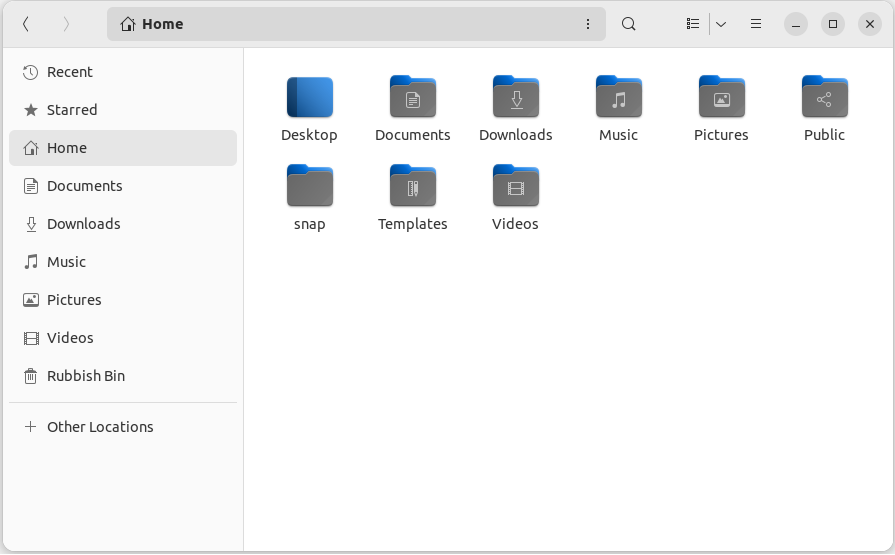 Home
Recent
Starred
Home
Documents
Downloads
Music
Pictures
Videos
Rubbish Bin
Other Locations
Desktop Documents Downloads Music Pictures Public
snap Templates Videos